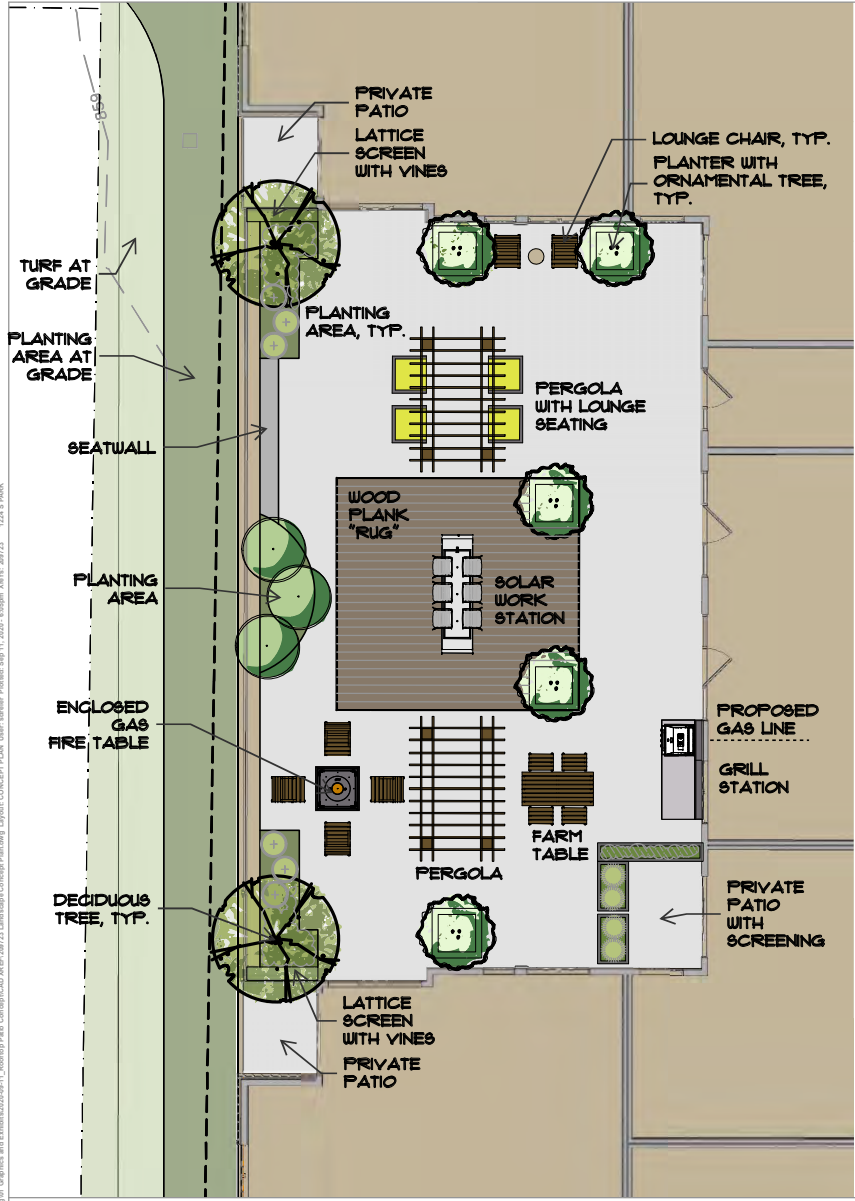 859
PRIVATE
PATIO
LATTICE
SCREEN
WITH VINES
LOUNGE CHAIR, TYP.
PLANTER WITH
ORNAMENTAL TREE,
TYP.
TURF AT
GRADE
PLANTING
AREA, TYP.
PLANTING
AREA AT
GRADE
PERGOLA
WITH LOUNGE
SEATING
SEATWALL
WOOD
PLANK
"RUG"
PLANTING
AREA
SOLAR
WORK
STATION
ENCLOSED
GAS
FIRE TABLE
PROPOSED
GAS LINE
GRILL
STATION
FARM
TABLE
PERGOLA
DECIDUOUS
TREE, TYP.
PRIVATE
PATIO
WITH
SCREENING
LATTICE
SCREEN
WITH VINES
PRIVATE
PATIO